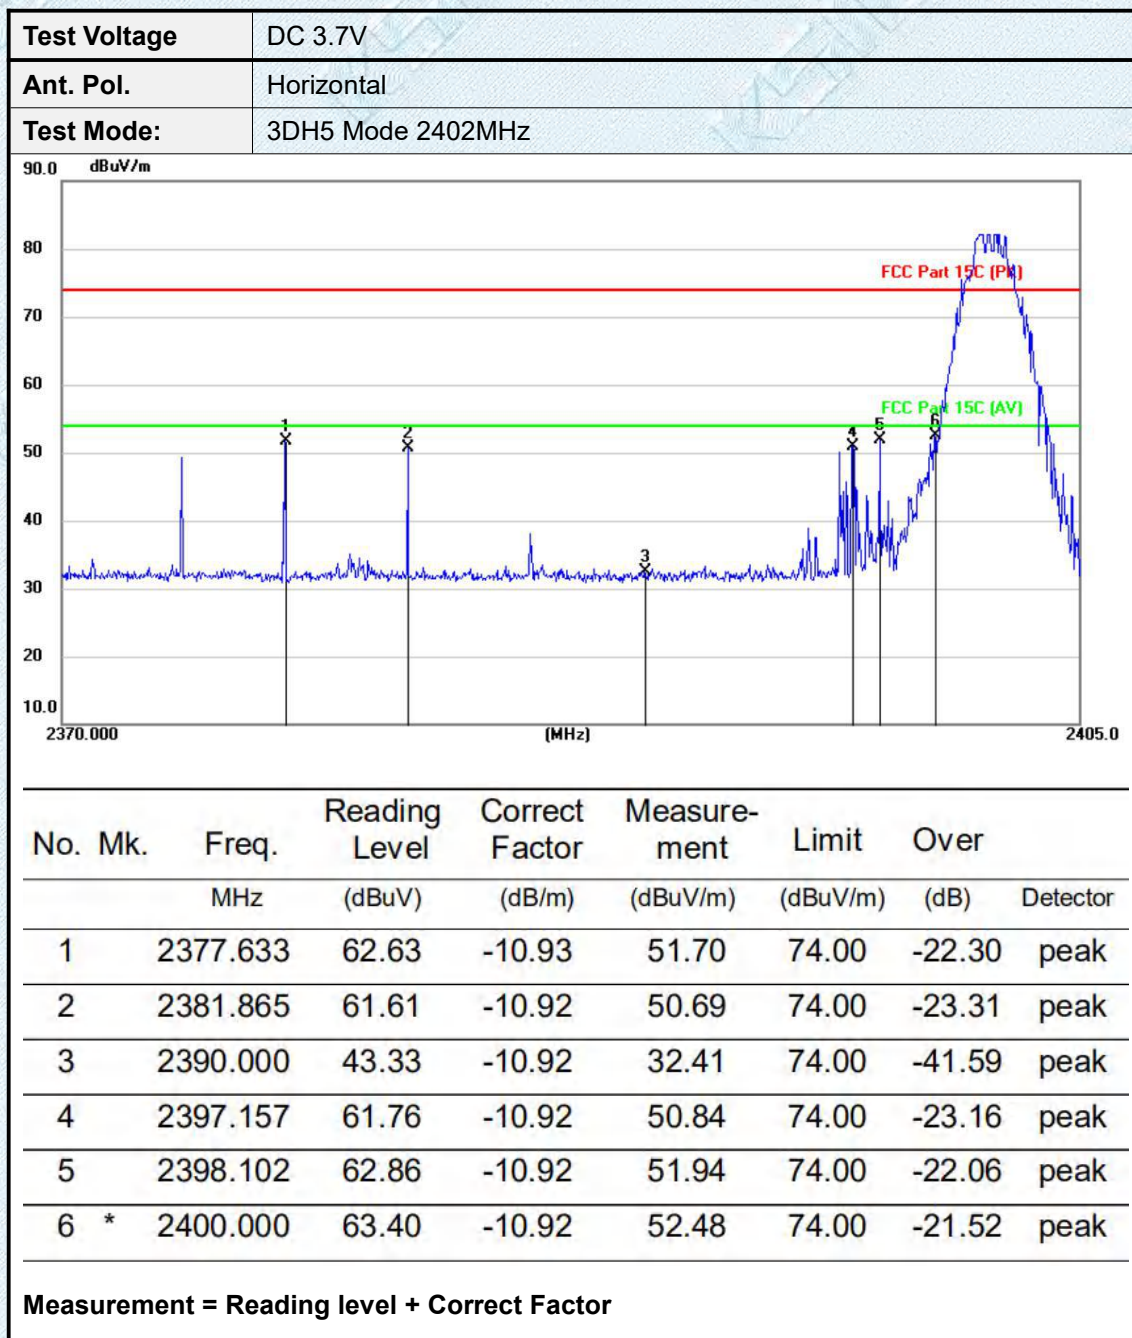 Test Voltage DC 3.7V
Ant. Pol. Horizontal
Test Mode: 3DH5 Mode 2402MHz
90.0 dBuV/m
80
FCC Part 15C (PK)
70
60
FCC Part 15C (AV)
1 2 3 4 5 6
50
40
30
20
10.0
2370.000 (MHz) 2405.0
No. Mk. Freq. Reading Level Correct Factor Measure-ment Limit Over
MHz (dBuV) (dB/m) (dBuV/m) (dBuV/m) (dB) Detector
1 2377.633 62.63 -10.93 51.70 74.00 -22.30 peak
2 2381.865 61.61 -10.92 50.69 74.00 -23.31 peak
3 2390.000 43.33 -10.92 32.41 74.00 -41.59 peak
4 2397.157 61.76 -10.92 50.84 74.00 -23.16 peak
5 2398.102 62.86 -10.92 51.94 74.00 -22.06 peak
6 * 2400.000 63.40 -10.92 52.48 74.00 -21.52 peak
Measurement = Reading level + Correct Factor